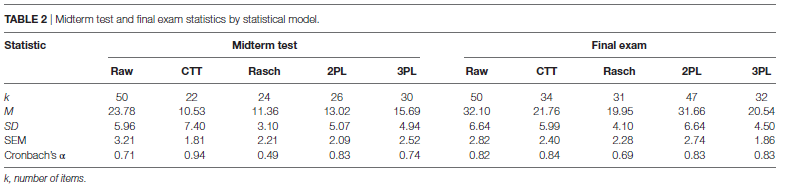 TABLE 2 | Midterm test and final exam statistics by statistical model.
Statistic Midterm test Final exam
Raw CTT Rasch 2PL 3PL Raw CTT Rasch 2PL 3PL
k 50 22 24 26 30 50 34 31 47 32
M 23.78 10.53 11.36 13.02 15.69 32.10 21.76 19.95 31.66 20.54
SD 5.96 7.40 3.10 5.07 4.94 6.64 5.99 4.10 6.64 4.50
SEM 3.21 1.81 2.21 2.09 2.52 2.82 2.40 2.28 2.74 1.86
Cronbach's α 0.71 0.94 0.49 0.83 0.74 0.82 0.84 0.69 0.83 0.83
k, number of items.